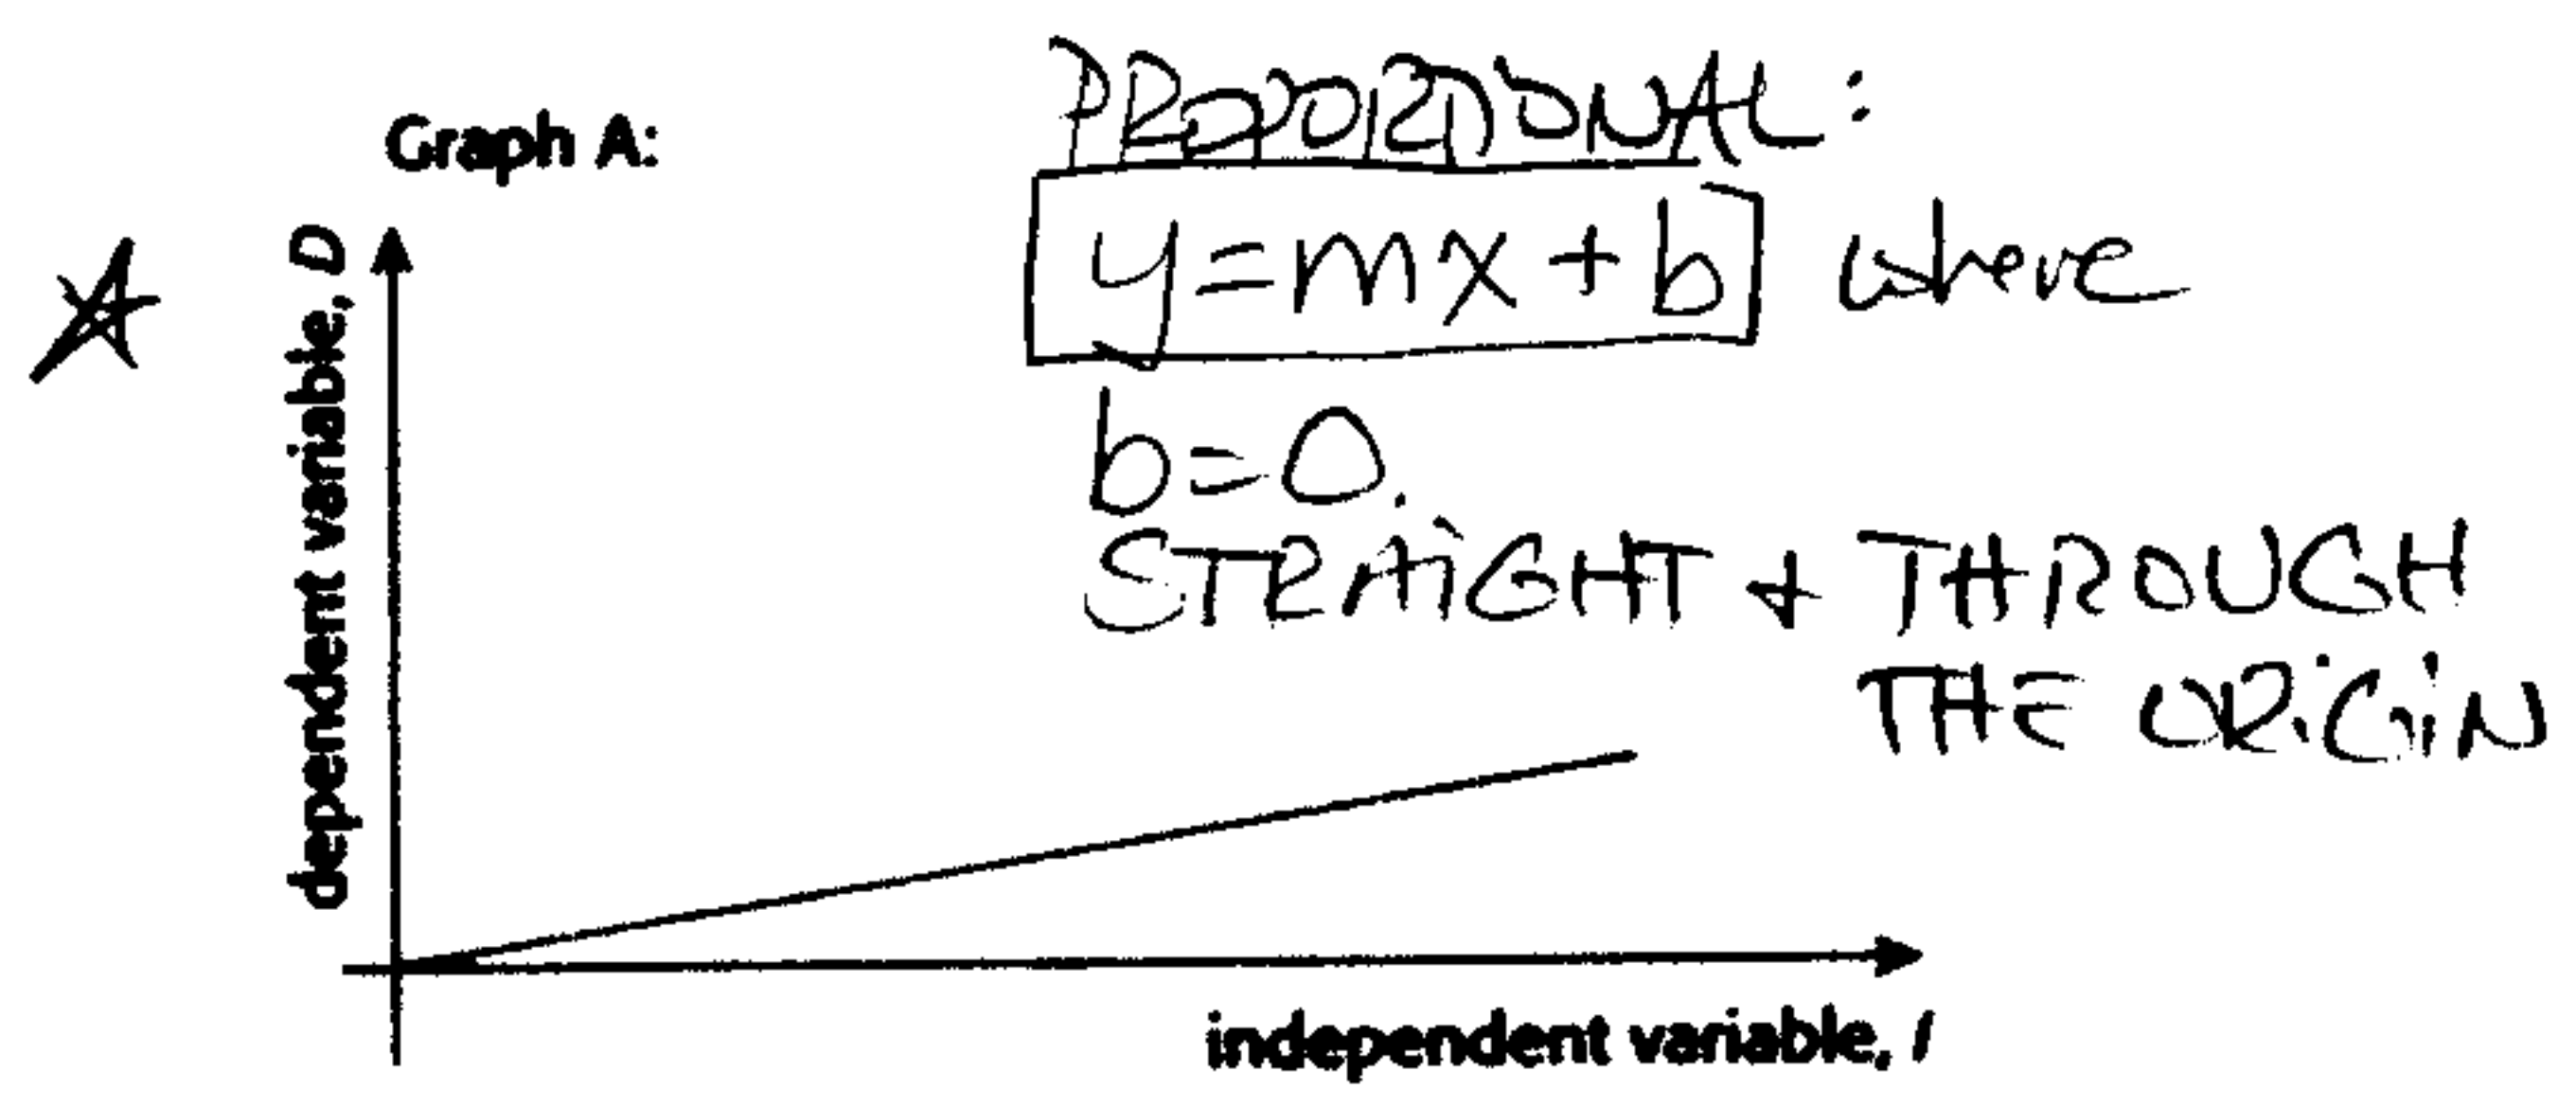 Graph A:
PROPORTIONAL:
y=mx+b where
b=0.
STRAIGHT + THROUGH
THE ORIGIN
dependent variable, D
independent variable, I